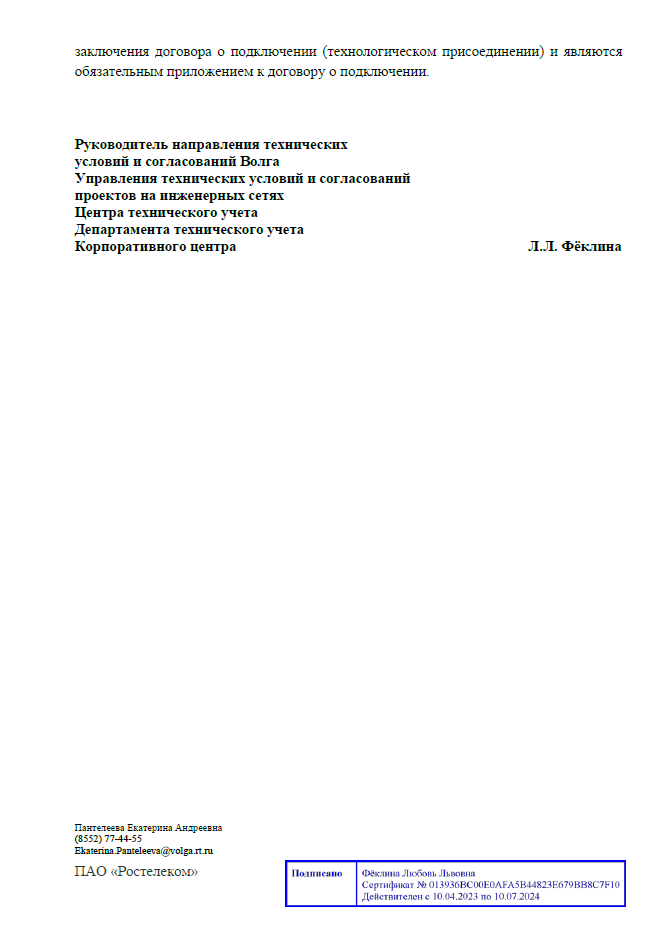 заключения договора о подключении (технологическом присоединении) и являются
обязательным приложением к договору о подключении.
Руководитель направления технических
условий и согласований Волга
Управления технических условий и согласований
проектов на инженерных сетях
Центра технического учета
Департамента технического учета
Корпоративного центра Л.Л. Фёклина
Пантелеева Екатерина Андреевна
(8552) 77-44-55
Ekaterina.Panteleeva@volga.rt.ru
ПАО «Ростелеком»
Подписано Фёклина Любовь Львовна
Сертификат № 013936BC00E0AFA5B44823E679BB8C7F10
Действителен с 10.04.2023 по 10.07.2024